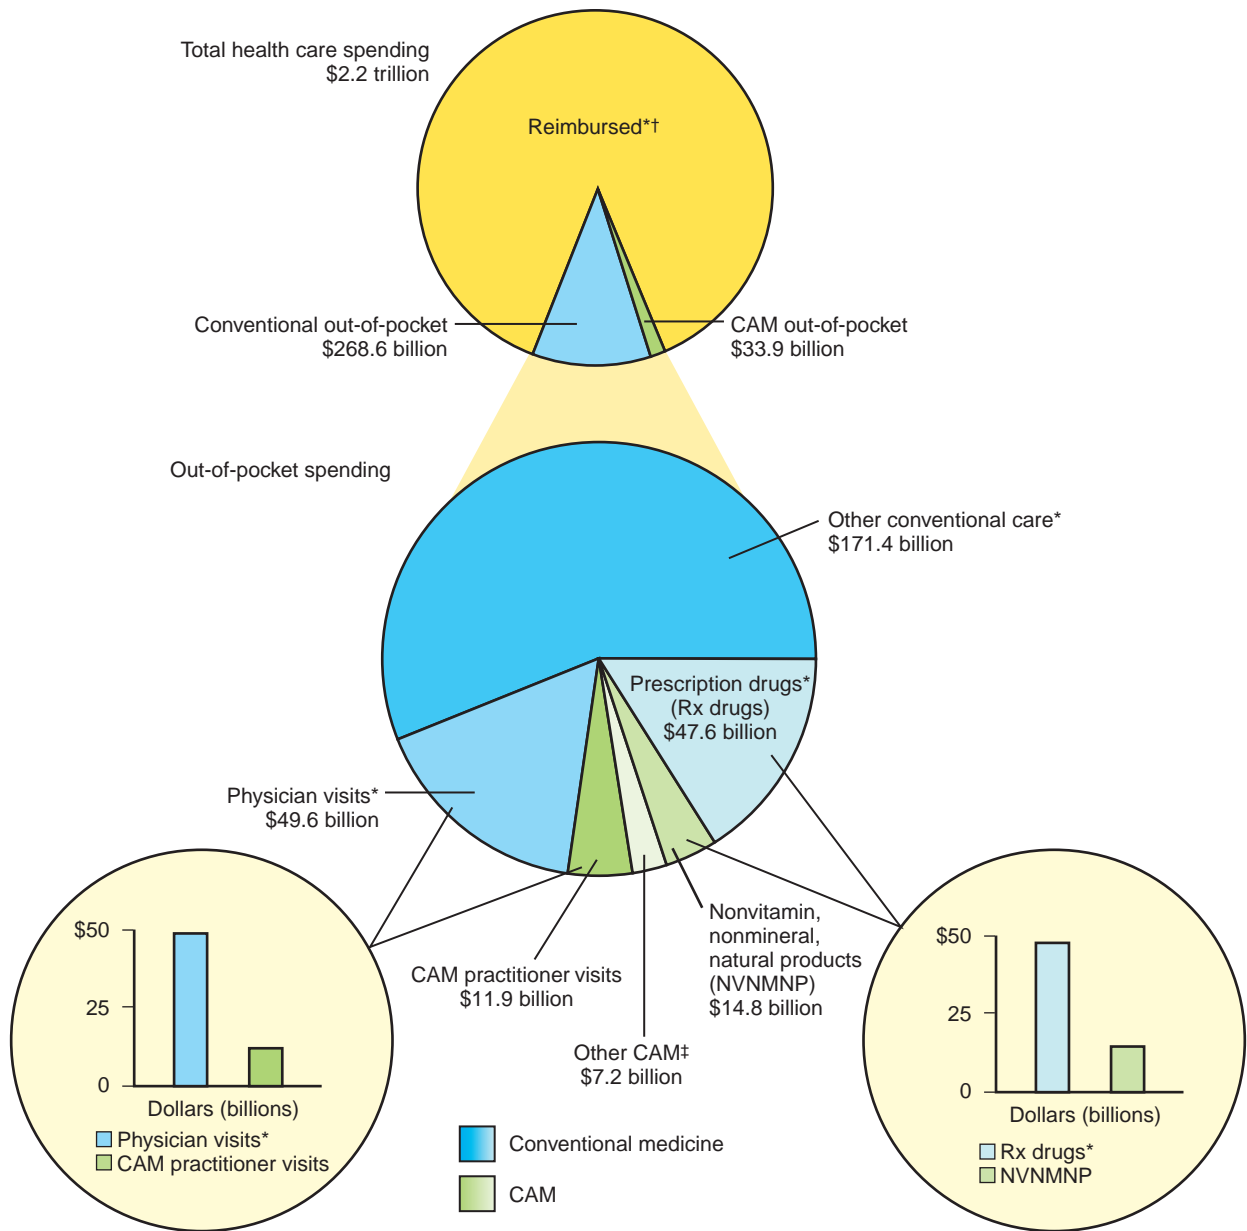 Total health care spending
$2.2 trillion
Reimbursed*†
Conventional out-of-pocket
$268.6 billion
CAM out-of-pocket
$33.9 billion
Out-of-pocket spending
Other conventional care*
$171.4 billion
Prescription drugs*
(Rx drugs)
$47.6 billion
Physician visits*
$49.6 billion
CAM practitioner visits
$11.9 billion
Other CAM‡
$7.2 billion
Nonvitamin,
nonmineral,
natural products
(NVNMNP)
$14.8 billion
$50
25
0
Dollars (billions)
Physician visits*
CAM practitioner visits
Conventional medicine
CAM
$50
25
0
Dollars (billions)
Rx drugs*
NVNMNP